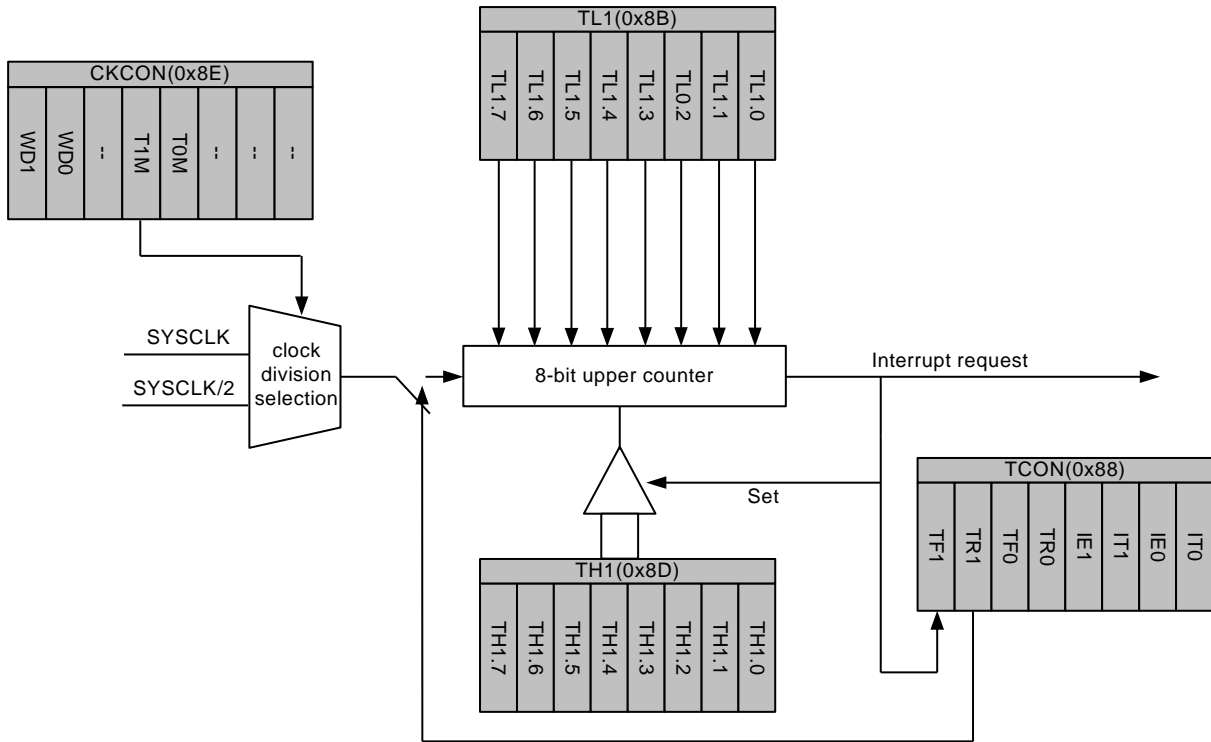 TL1(0x8B)
TL1.7
TL1.6
TL1.5
TL1.4
TL1.3
TL0.2
TL1.1
TL1.0
CKCON(0x8E)
WD1
WD0
--
T1M
T0M
--
--
--
SYSCLK
SYSCLK/2
clock
division
selection
8-bit upper counter
Interrupt request
Set
TCON(0x88)
TF1
TR1
TF0
TR0
IE1
IT1
IE0
IT0
TH1(0x8D)
TH1.7
TH1.6
TH1.5
TH1.4
TH1.3
TH1.2
TH1.1
TH1.0